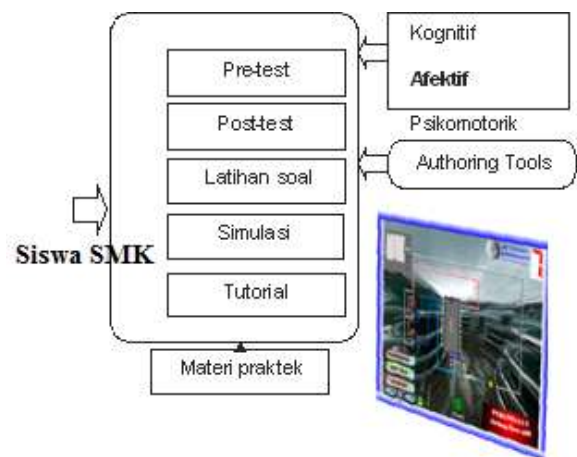 Pre-test
Post-test
Latihan soal
Simulasi
Tutorial
Siswa SMK
Materi praktek
Kognitif
Afektif
Psikomotorik
Authoring Tools